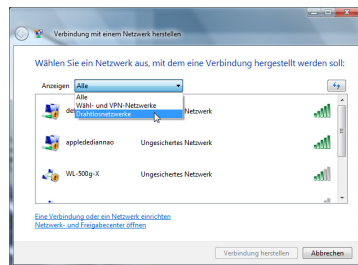 Verbindung mit einem Netzwerk herstellen
Wählen Sie ein Netzwerk aus, mit dem eine Verbindung hergestellt werden soll:
Anzeigen Alle
Alle
Wähl- und VPN-Netzwerke
Drahtlosnetzwerke
Netzwerk
appledediannao Ungesichertes Netzwerk
WL-500g-X Ungesichertes Netzwerk
Eine Verbindung oder ein Netzwerk einrichten
Netzwerk- und Freigabecenter öffnen
Verbindung herstellen Abbrechen